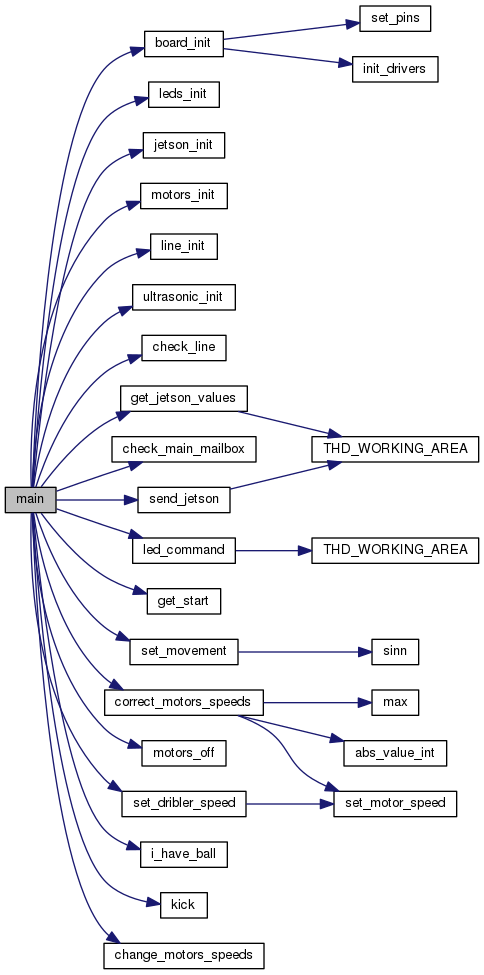 set_pins
board_init
init_drivers
leds_init
jetson_init
motors_init
line_init
ultrasonic_init
check_line
get_jetson_values
check_main_mailbox
THD_WORKING_AREA
main
send_jetson
led_command
THD_WORKING_AREA
get_start
set_movement
sinn
correct_motors_speeds
max
motors_off
abs_value_int
set_dribler_speed
set_motor_speed
i_have_ball
kick
change_motors_speeds